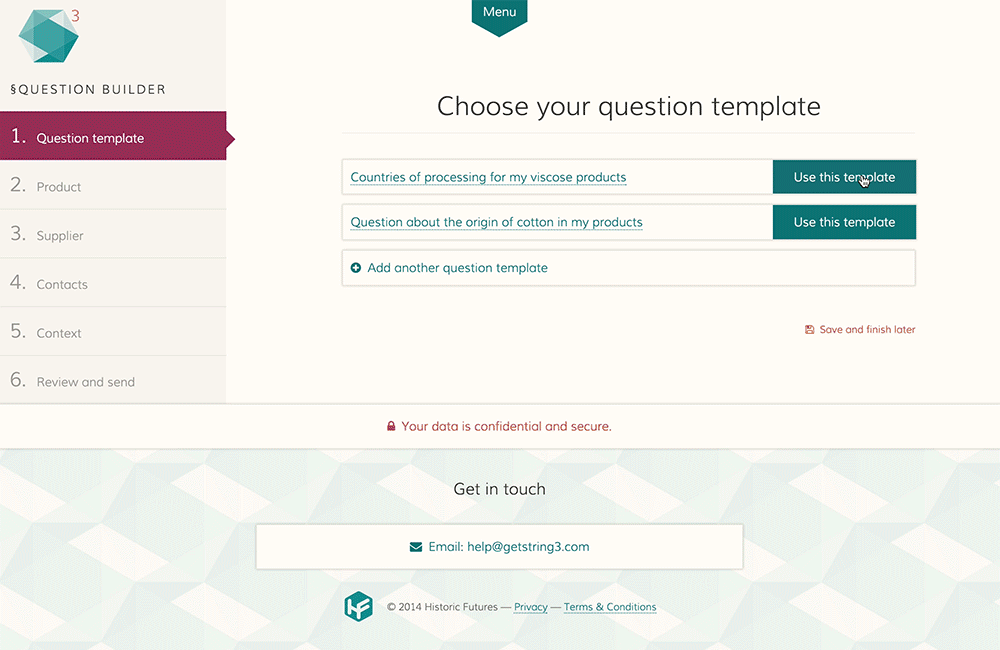 Menu
3
§QUESTION BUILDER
1. Question template
2. Product
3. Supplier
4. Contacts
5. Context
6. Review and send
Choose your question template
Countries of processing for my viscose products Use this template
Question about the origin of cotton in my products Use this template
Add another question template
Save and finish later
Your data is confidential and secure.
Get in touch
Email: help@getstring3.com
HF © 2014 Historic Futures — Privacy — Terms & Conditions